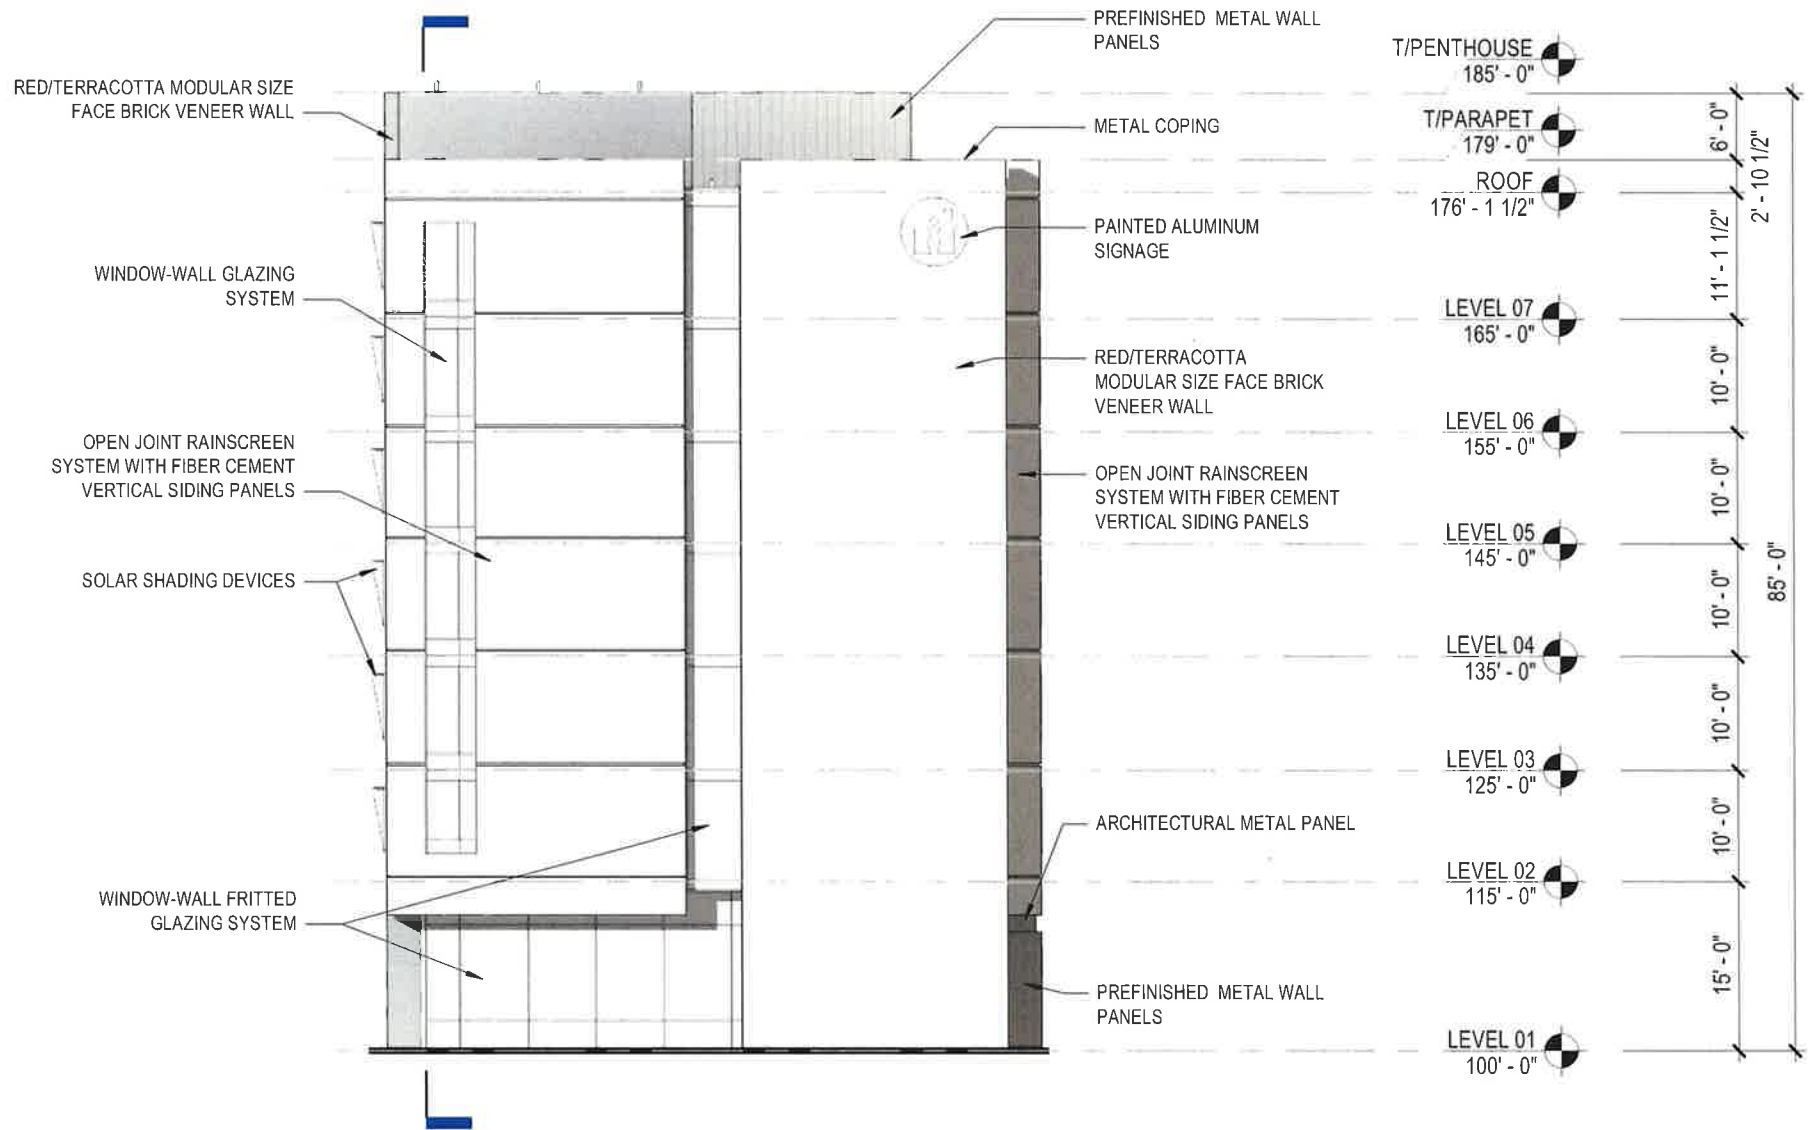 RED/TERRACOTTA MODULAR SIZE
FACE BRICK VENEER WALL
WINDOW-WALL GLAZING
SYSTEM
OPEN JOINT RAINSCREEN
SYSTEM WITH FIBER CEMENT
VERTICAL SIDING PANELS
SOLAR SHADING DEVICES
WINDOW-WALL FRITTED
GLAZING SYSTEM
PREFINISHED METAL WALL
PANELS
METAL COPING
PAINTED ALUMINUM
SIGNAGE
RED/TERRACOTTA
MODULAR SIZE FACE BRICK
VENEER WALL
OPEN JOINT RAINSCREEN
SYSTEM WITH FIBER CEMENT
VERTICAL SIDING PANELS
ARCHITECTURAL METAL PANEL
PREFINISHED METAL WALL
PANELS
T/PENTHOUSE
185' - 0"
T/PARAPET
179' - 0"
ROOF
176' - 1 1/2"
LEVEL 07
165' - 0"
LEVEL 06
155' - 0"
LEVEL 05
145' - 0"
LEVEL 04
135' - 0"
LEVEL 03
125' - 0"
LEVEL 02
115' - 0"
LEVEL 01
100' - 0"
6' - 0"
2' - 10 1/2"
11' - 1 1/2"
10' - 0"
10' - 0"
10' - 0"
10' - 0"
10' - 0"
15' - 0"
85' - 0"